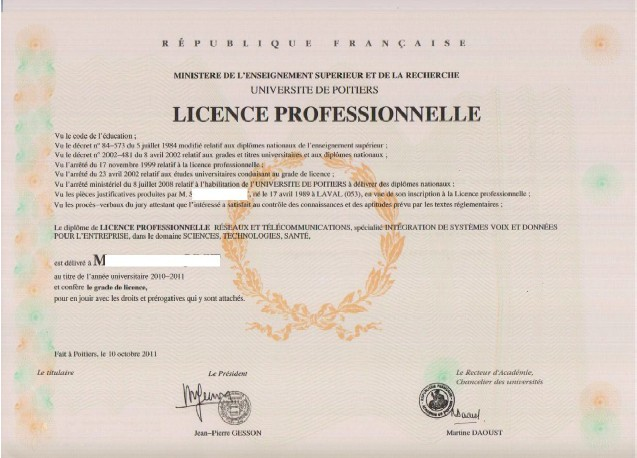 RÉPUBLIQUE FRANÇAISE
MINISTERE DE L'ENSEIGNEMENT SUPERIEUR ET DE LA RECHERCHE
UNIVERSITE DE POITIERS
LICENCE PROFESSIONNELLE
Vu le code de l'éducation ;
Vu le décret n° 84-573 du 5 juillet 1984 modifié relatif aux diplômes nationaux de l'enseignement supérieur ;
Vu le décret n° 2002-481 du 8 avril 2002 relatif aux grades et titres universitaires et aux diplômes nationaux ;
Vu l'arrêté du 17 novembre 1999 relatif à la Licence professionnelle ;
Vu l'arrêté du 23 avril 2002 relatif aux études universitaires conduisant au grade de licence ;
Vu l'arrêté ministériel du 8 juillet 2008 relatif à l'habilitation de l'UNIVERSITE DE POITIERS à délivrer des diplômes nationaux ;
Vu les pièces justificatives produites par M. né le 17 avril 1989 à LAVAL (053), en vue de son inscription à la Licence professionnelle ;
Vu les procès-verbaux du jury attestant que l'intéressé a satisfait au contrôle des connaissances et des aptitudes prévu par les textes réglementaires ;
Le diplôme de LICENCE PROFESSIONNELLE RÉSEAUX ET TÉLÉCOMMUNICATIONS, spécialité INTÉGRATION DE SYSTÈMES VOIX ET DONNÉES
POUR L'ENTREPRISE, dans le domaine SCIENCES, TECHNOLOGIES, SANTÉ,
est délivré à M
au titre de l'année universitaire 2010-2011
et confère le grade de licence,
pour en jouir avec les droits et prérogatives qui y sont attachés.
Fait à Poitiers, le 10 octobre 2011
Le titulaire
Le Président
Le Recteur d'Académie,
Chancelier des universités
Jean-Pierre GESSON
Martine DAOUST